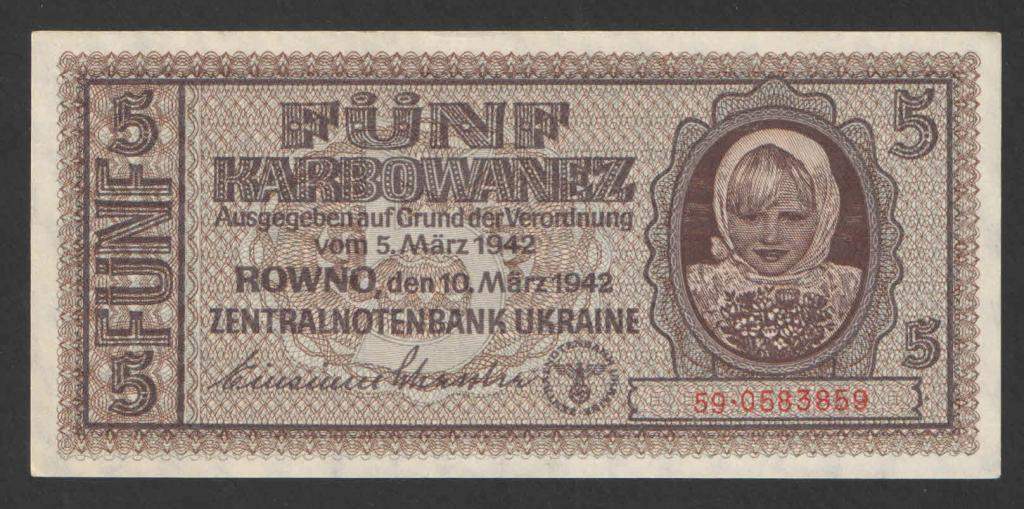 5 FÜNF 5
FÜNF
KARBOWANEZ
Ausgegeben auf Grund der Verordnung
vom 5. März 1942
ROWNO, den 10. März 1942
ZENTRALNOTENBANK UKRAINE
5
5
59·0583859